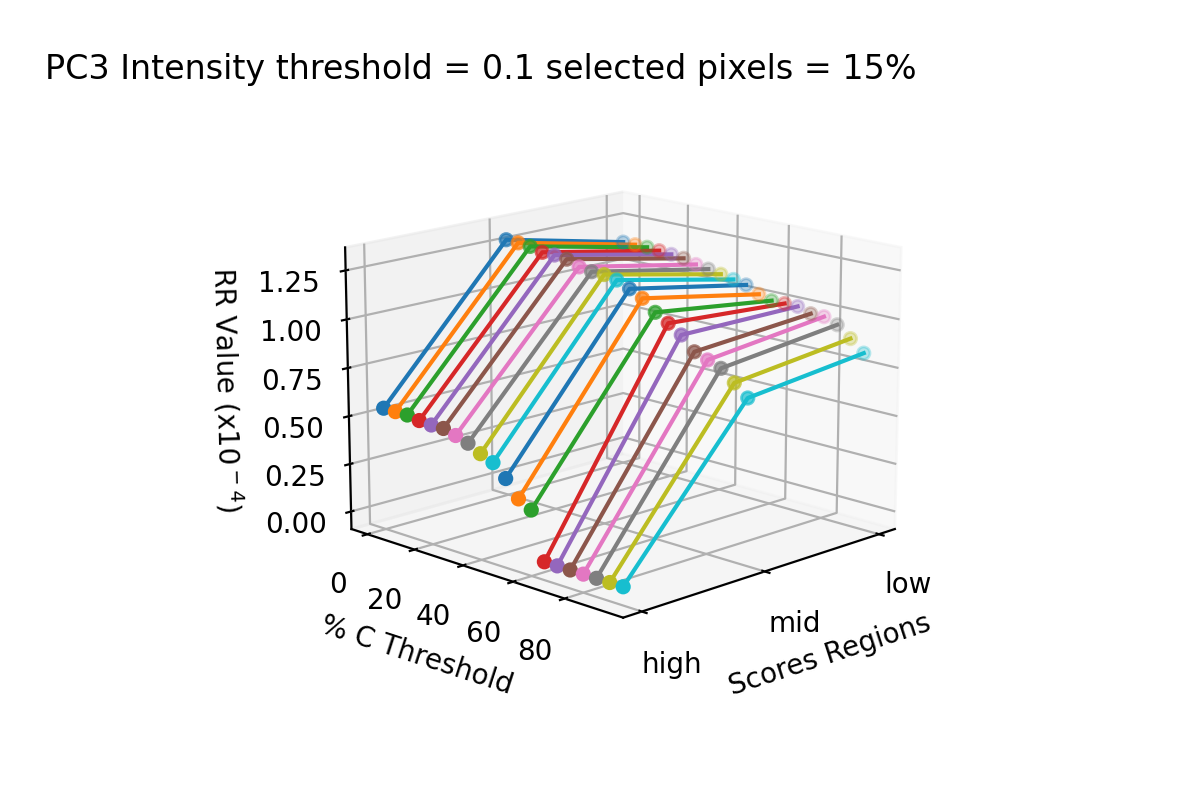 PC3 Intensity threshold = 0.1 selected pixels = 15%
RR Value (x10⁻⁴)
1.25
1.00
0.75
0.50
0.25
0.00
0
20
40
60
80
% C Threshold
high
mid
low
Scores Regions